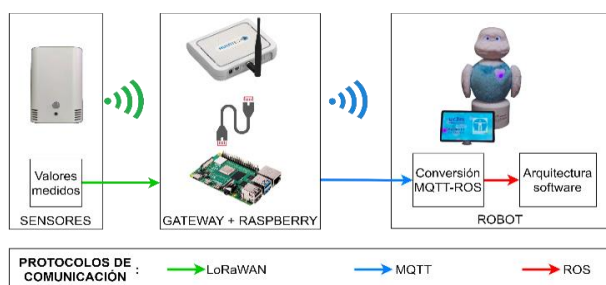 Valores
medidos
SENSORES
GATEWAY + RASPBERRY
Conversión
MQTT-ROS
Arquitectura
software
ROBOT
PROTOCOLOS DE
COMUNICACIÓN :
LoRaWAN
MQTT
ROS